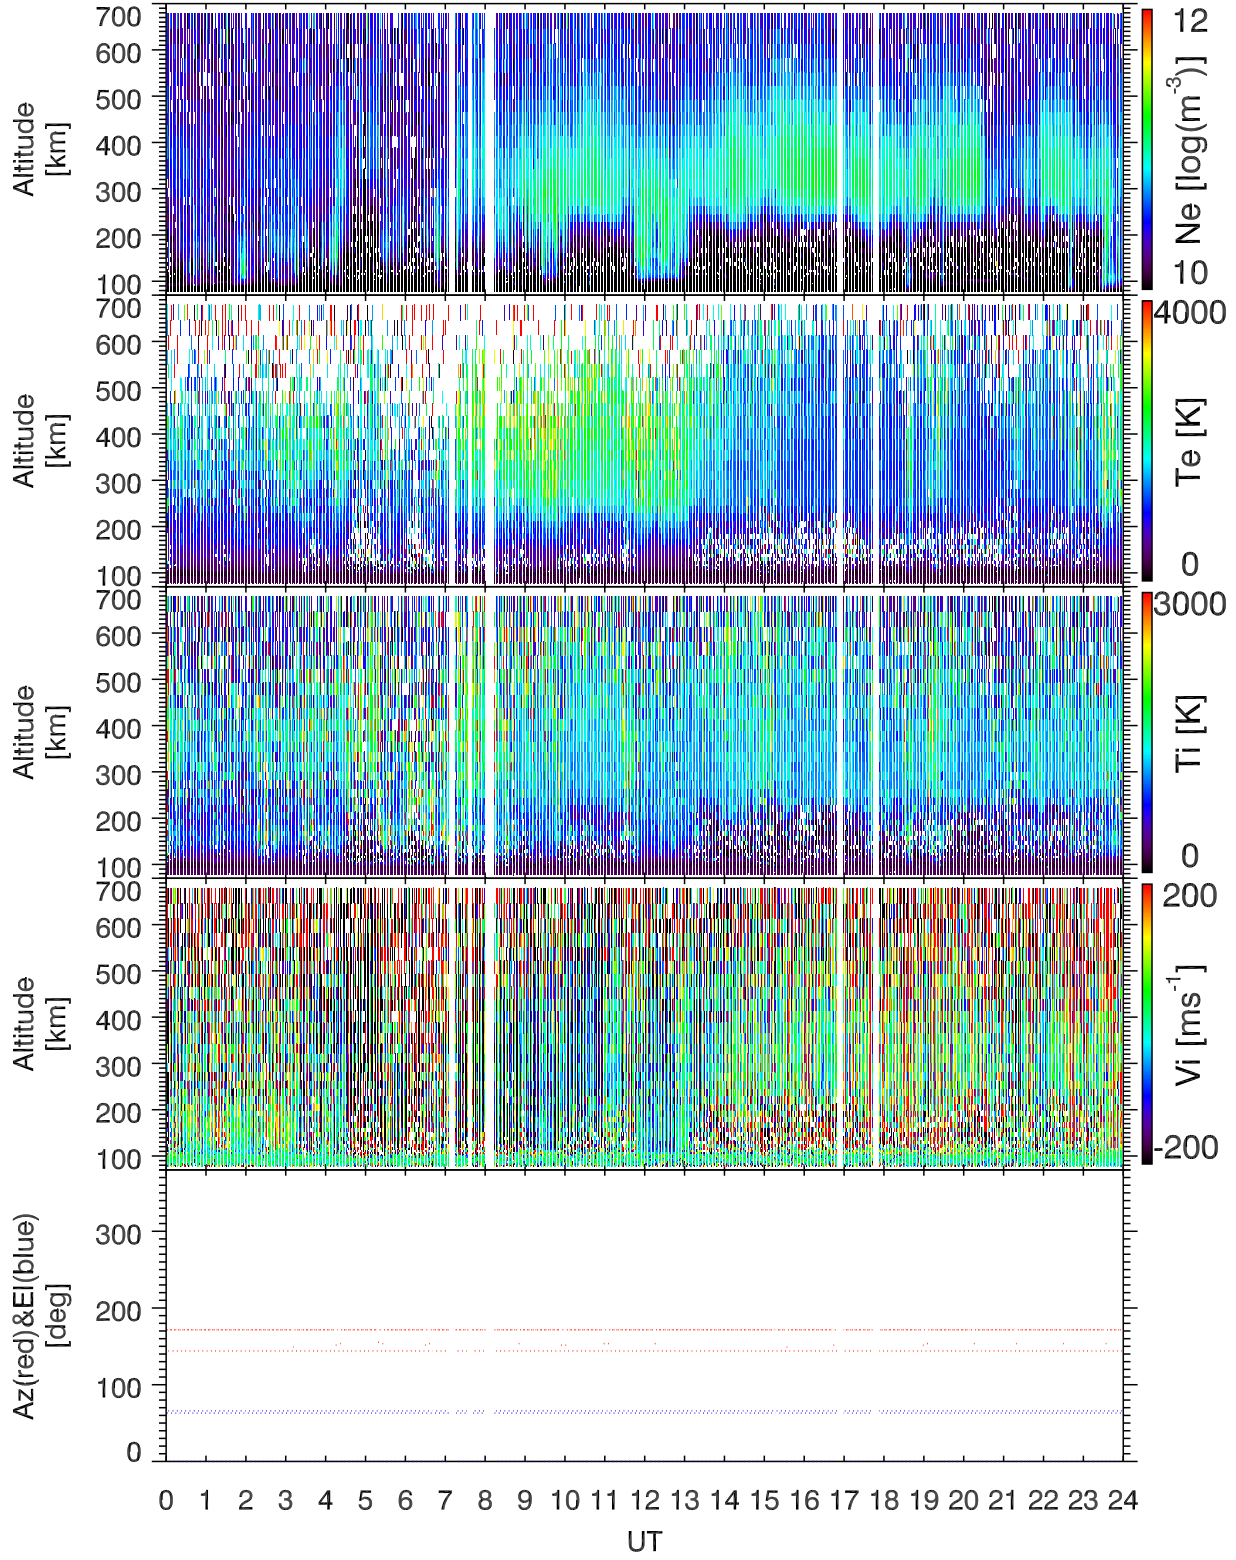 700
600
500
400
300
200
100
Altitude
[km]
12
10
Ne [log(m⁻³)]
600
500
400
300
200
100
Altitude
[km]
4000
0
Te [K]
700
600
500
400
300
200
100
Altitude
[km]
3000
0
Ti [K]
700
600
500
400
300
200
100
Altitude
[km]
200
-200
Vi [ms⁻¹]
700
300
200
100
0
Az(red)&El(blue)
[deg]
0 1 2 3 4 5 6 7 8 9 10 11 12 13 14 15 16 17 18 19 20 21 22 23 24
UT